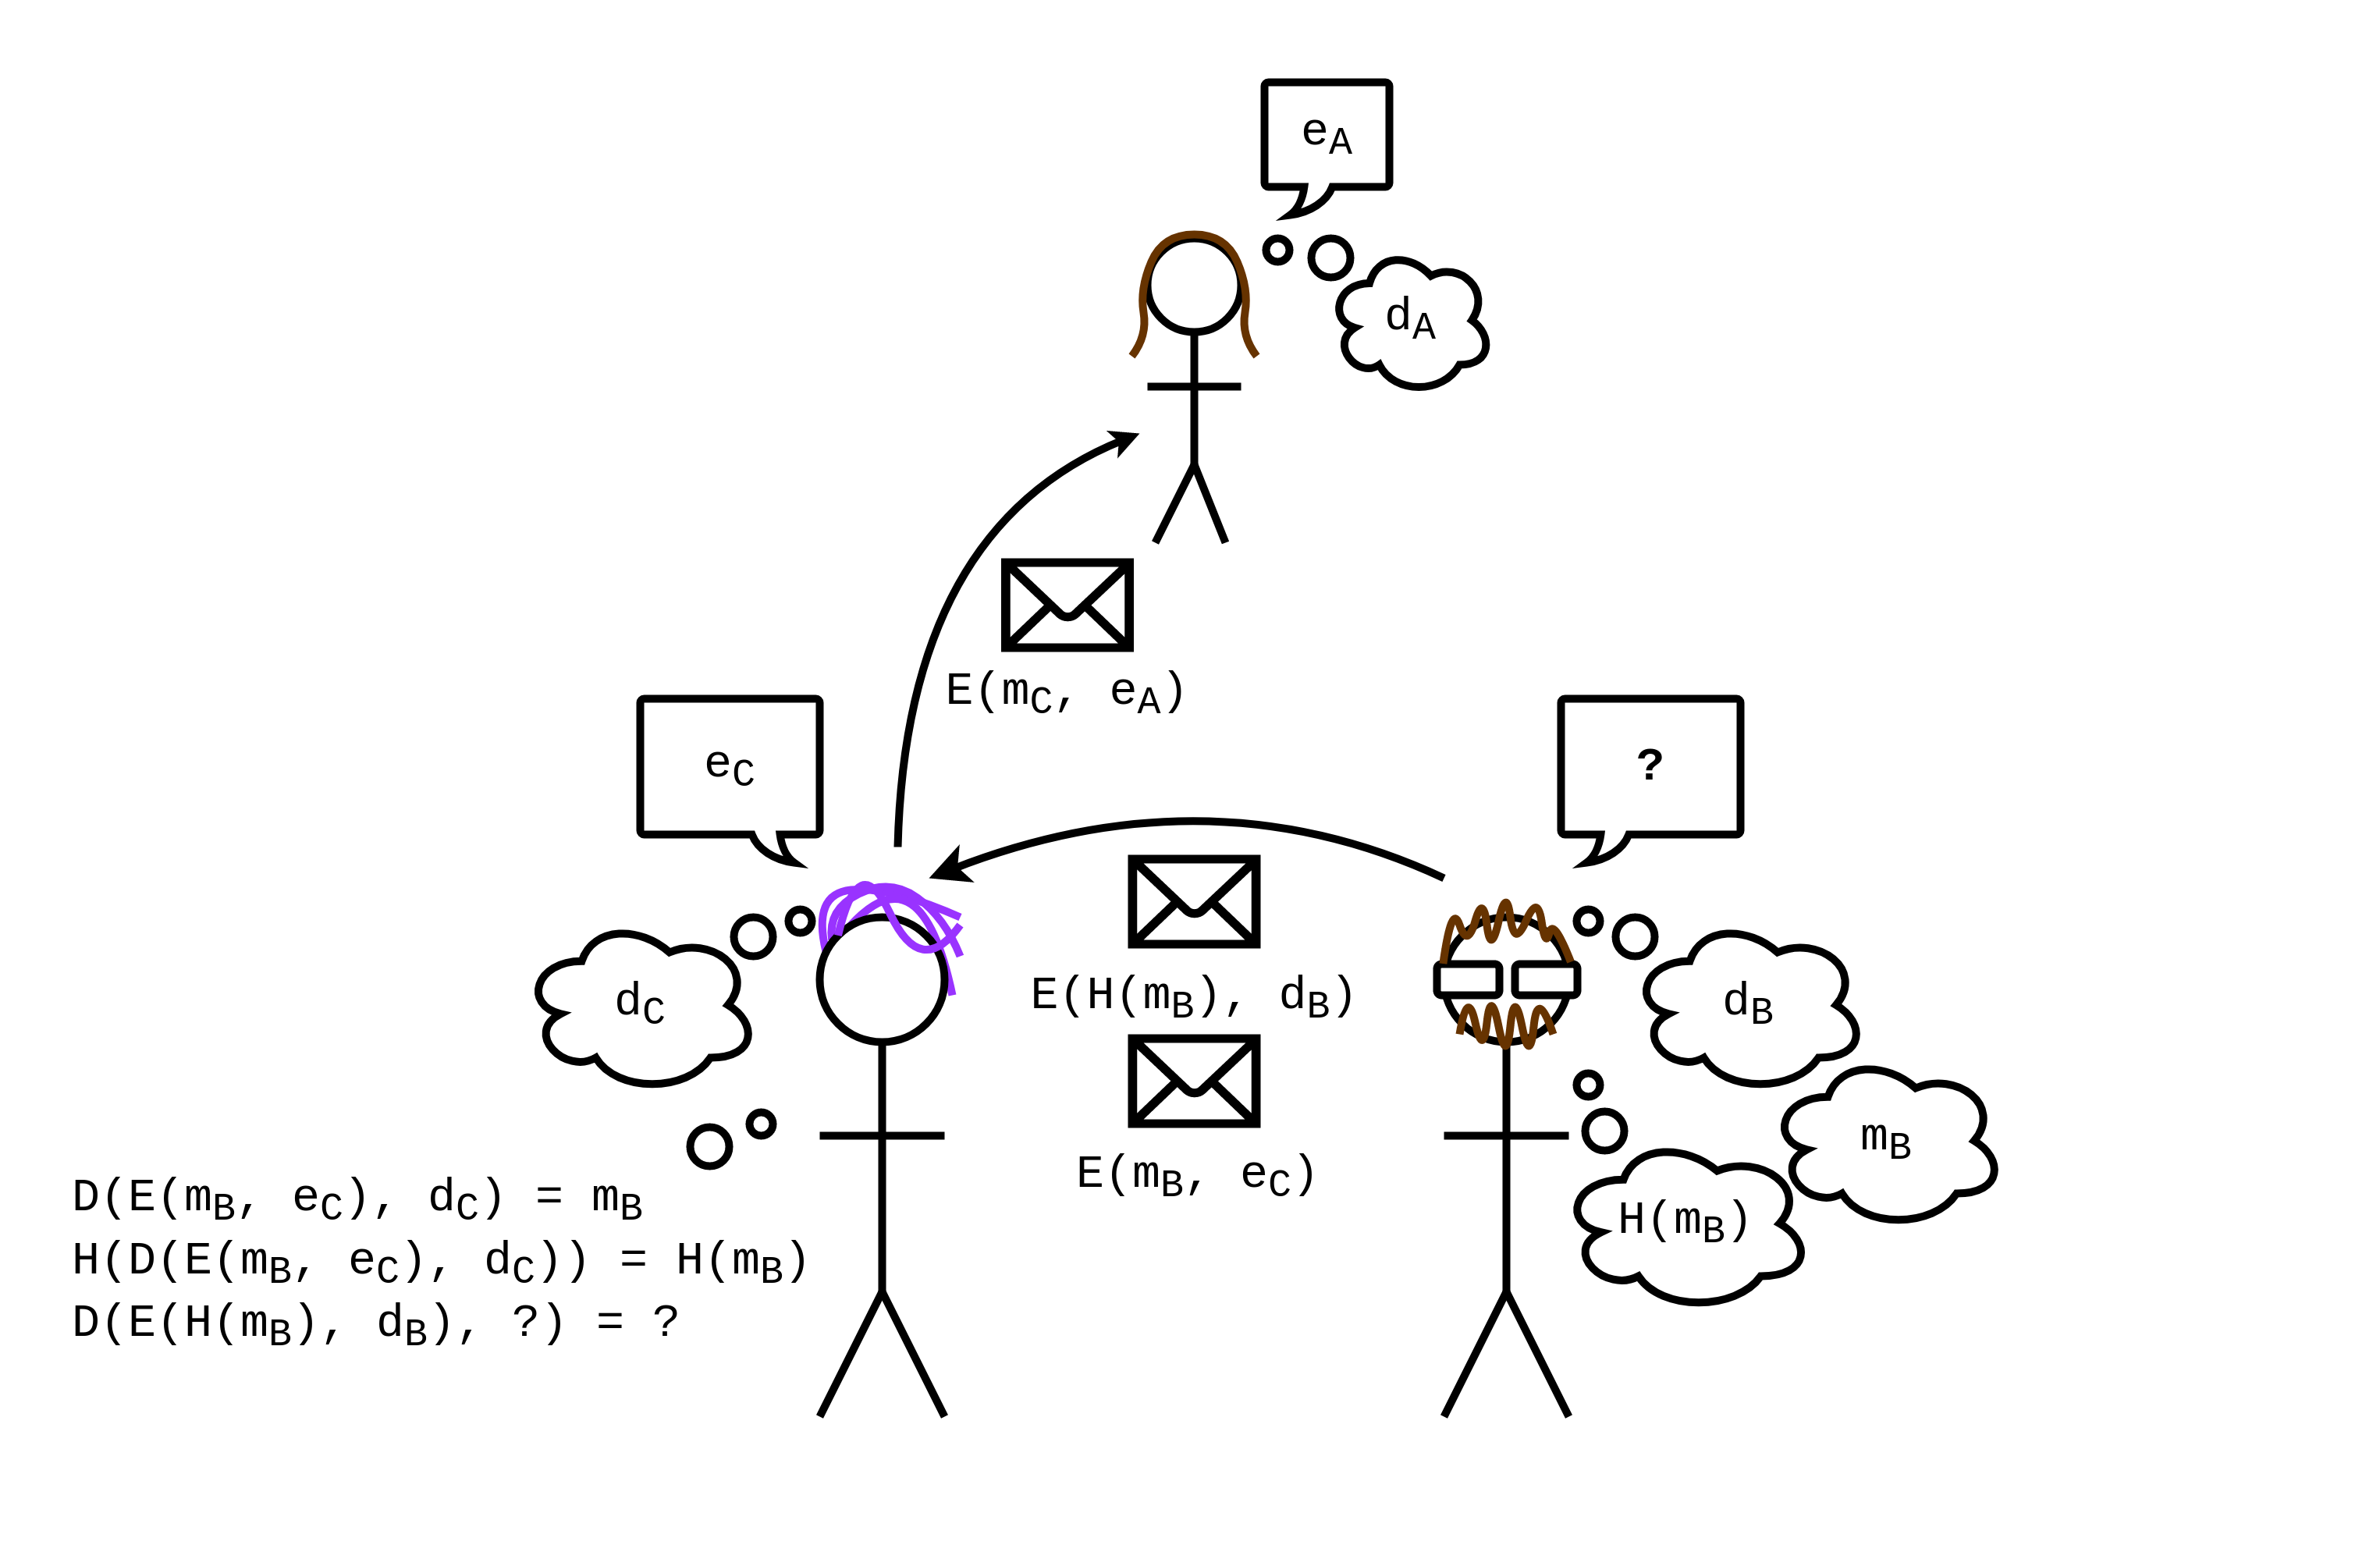 e_A
d_A
E(m_C, e_A)
e_C
?
d_C
d_B
E(H(m_B), d_B)
m_B
E(m_B, e_C)
H(m_B)
D(E(m_B, e_C), d_C) = m_B
H(D(E(m_B, e_C), d_C)) = H(m_B)
D(E(H(m_B), d_B), ?) = ?